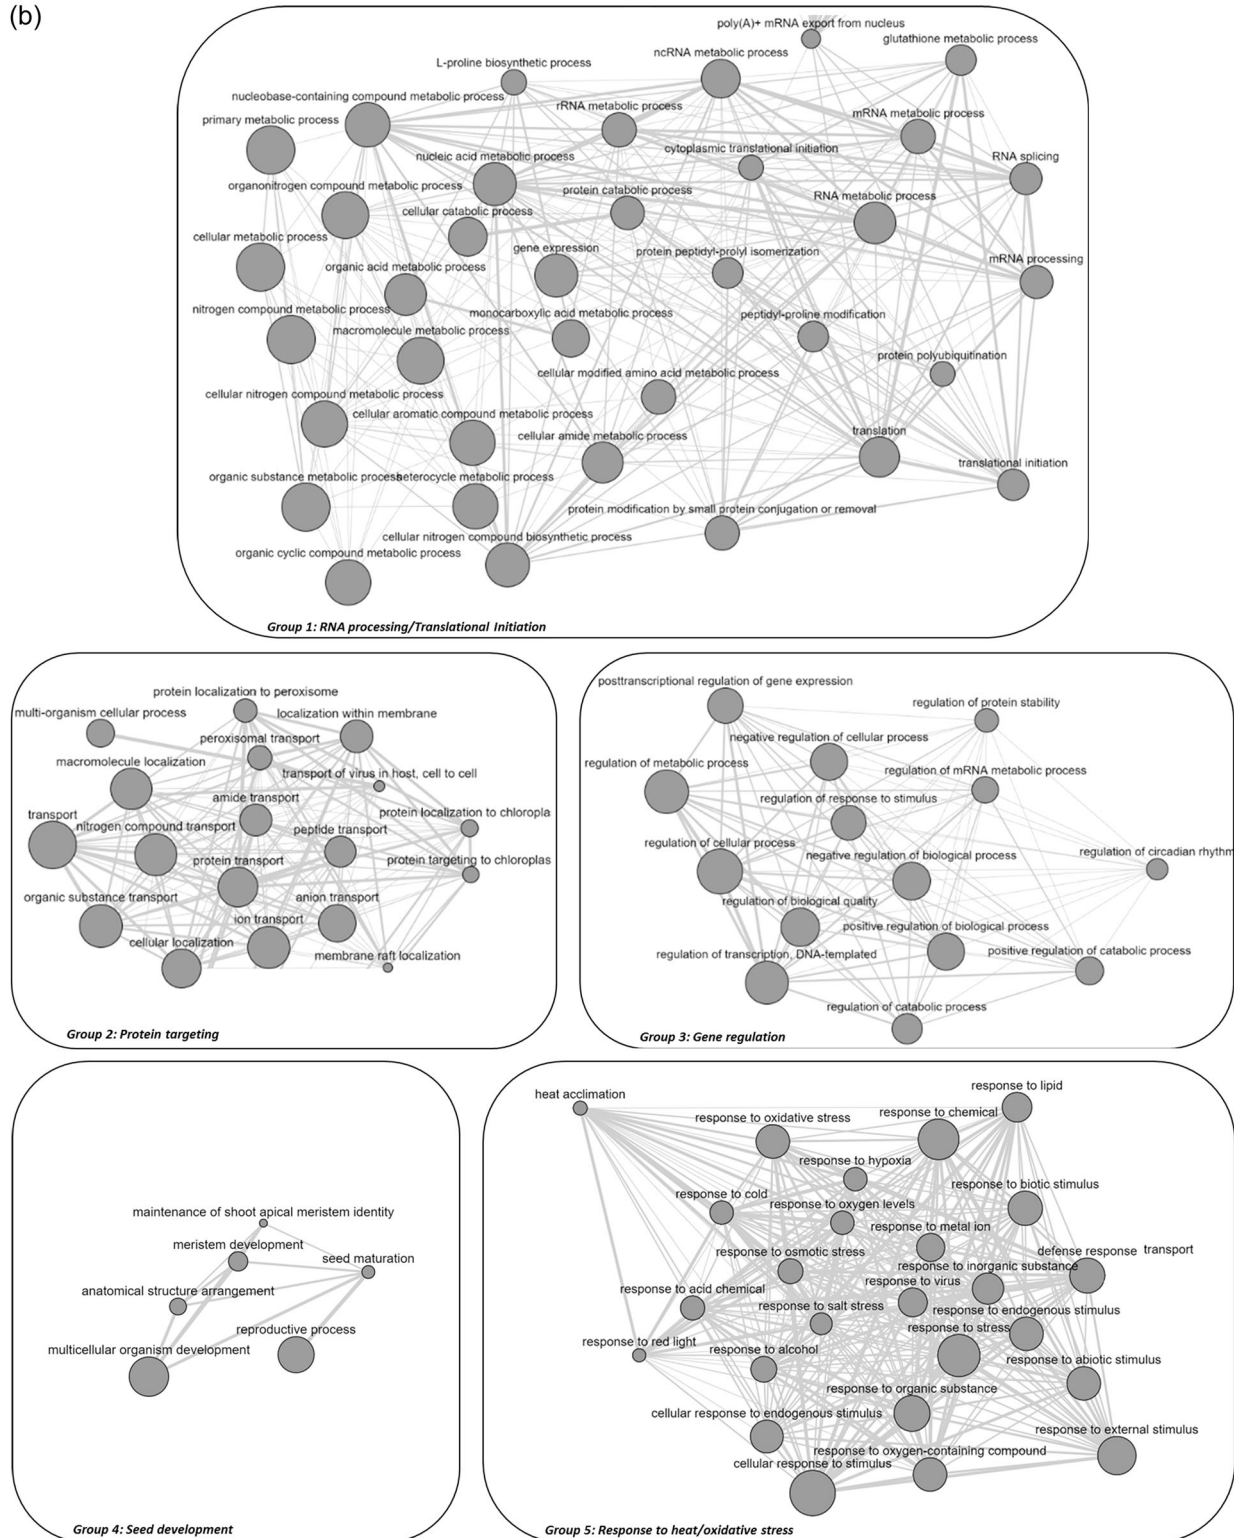 (b)
poly(A)+ mRNA export from nucleus
glutathione metabolic process
ncRNA metabolic process
L-proline biosynthetic process
nucleobase-containing compound metabolic process
rRNA metabolic process
mRNA metabolic process
primary metabolic process
cytoplasmic translational initiation
nucleic acid metabolic process
RNA splicing
organonitrogen compound metabolic process
protein catabolic process
RNA metabolic process
cellular catabolic process
cellular metabolic process
gene expression
protein peptidyl-prolyl isomerization
mRNA processing
organic acid metabolic process
nitrogen compound metabolic process
monocarboxylic acid metabolic process
peptidyl-proline modification
macromolecule metabolic process
protein polyubiquitination
cellular modified amino acid metabolic process
cellular nitrogen compound metabolic process
cellular aromatic compound metabolic process
translation
cellular amide metabolic process
translational initiation
organic substance metabolic process
heterocycle metabolic process
protein modification by small protein conjugation or removal
cellular nitrogen compound biosynthetic process
organic cyclic compound metabolic process
Group 1: RNA processing/Translational Initiation
protein localization to peroxisome
multi-organism cellular process
localization within membrane
peroxisomal transport
macromolecule localization
transport of virus in host, cell to cell
amide transport
protein localization to chloropla
transport
nitrogen compound transport
peptide transport
protein transport
protein targeting to chloroplas
organic substance transport
anion transport
ion transport
cellular localization
membrane raft localization
Group 2: Protein targeting
posttranscriptional regulation of gene expression
regulation of protein stability
negative regulation of cellular process
regulation of metabolic process
regulation of mRNA metabolic process
regulation of response to stimulus
regulation of cellular process
negative regulation of biological process
regulation of circadian rhythm
regulation of biological quality
positive regulation of biological process
regulation of transcription, DNA-templated
positive regulation of catabolic process
regulation of catabolic process
Group 3: Gene regulation
maintenance of shoot apical meristem identity
meristem development
seed maturation
anatomical structure arrangement
reproductive process
multicellular organism development
Group 4: Seed development
heat acclimation
response to lipid
response to oxidative stress
response to chemical
response to hypoxia
response to biotic stimulus
response to cold
response to oxygen levels
response to metal ion
defense response
transport
response to osmotic stress
response to inorganic substance
response to virus
response to acid chemical
response to salt stress
response to endogenous stimulus
response to stress
response to red light
response to alcohol
response to abiotic stimulus
response to organic substance
cellular response to endogenous stimulus
response to external stimulus
response to oxygen-containing compound
cellular response to stimulus
Group 5: Response to heat/oxidative stress